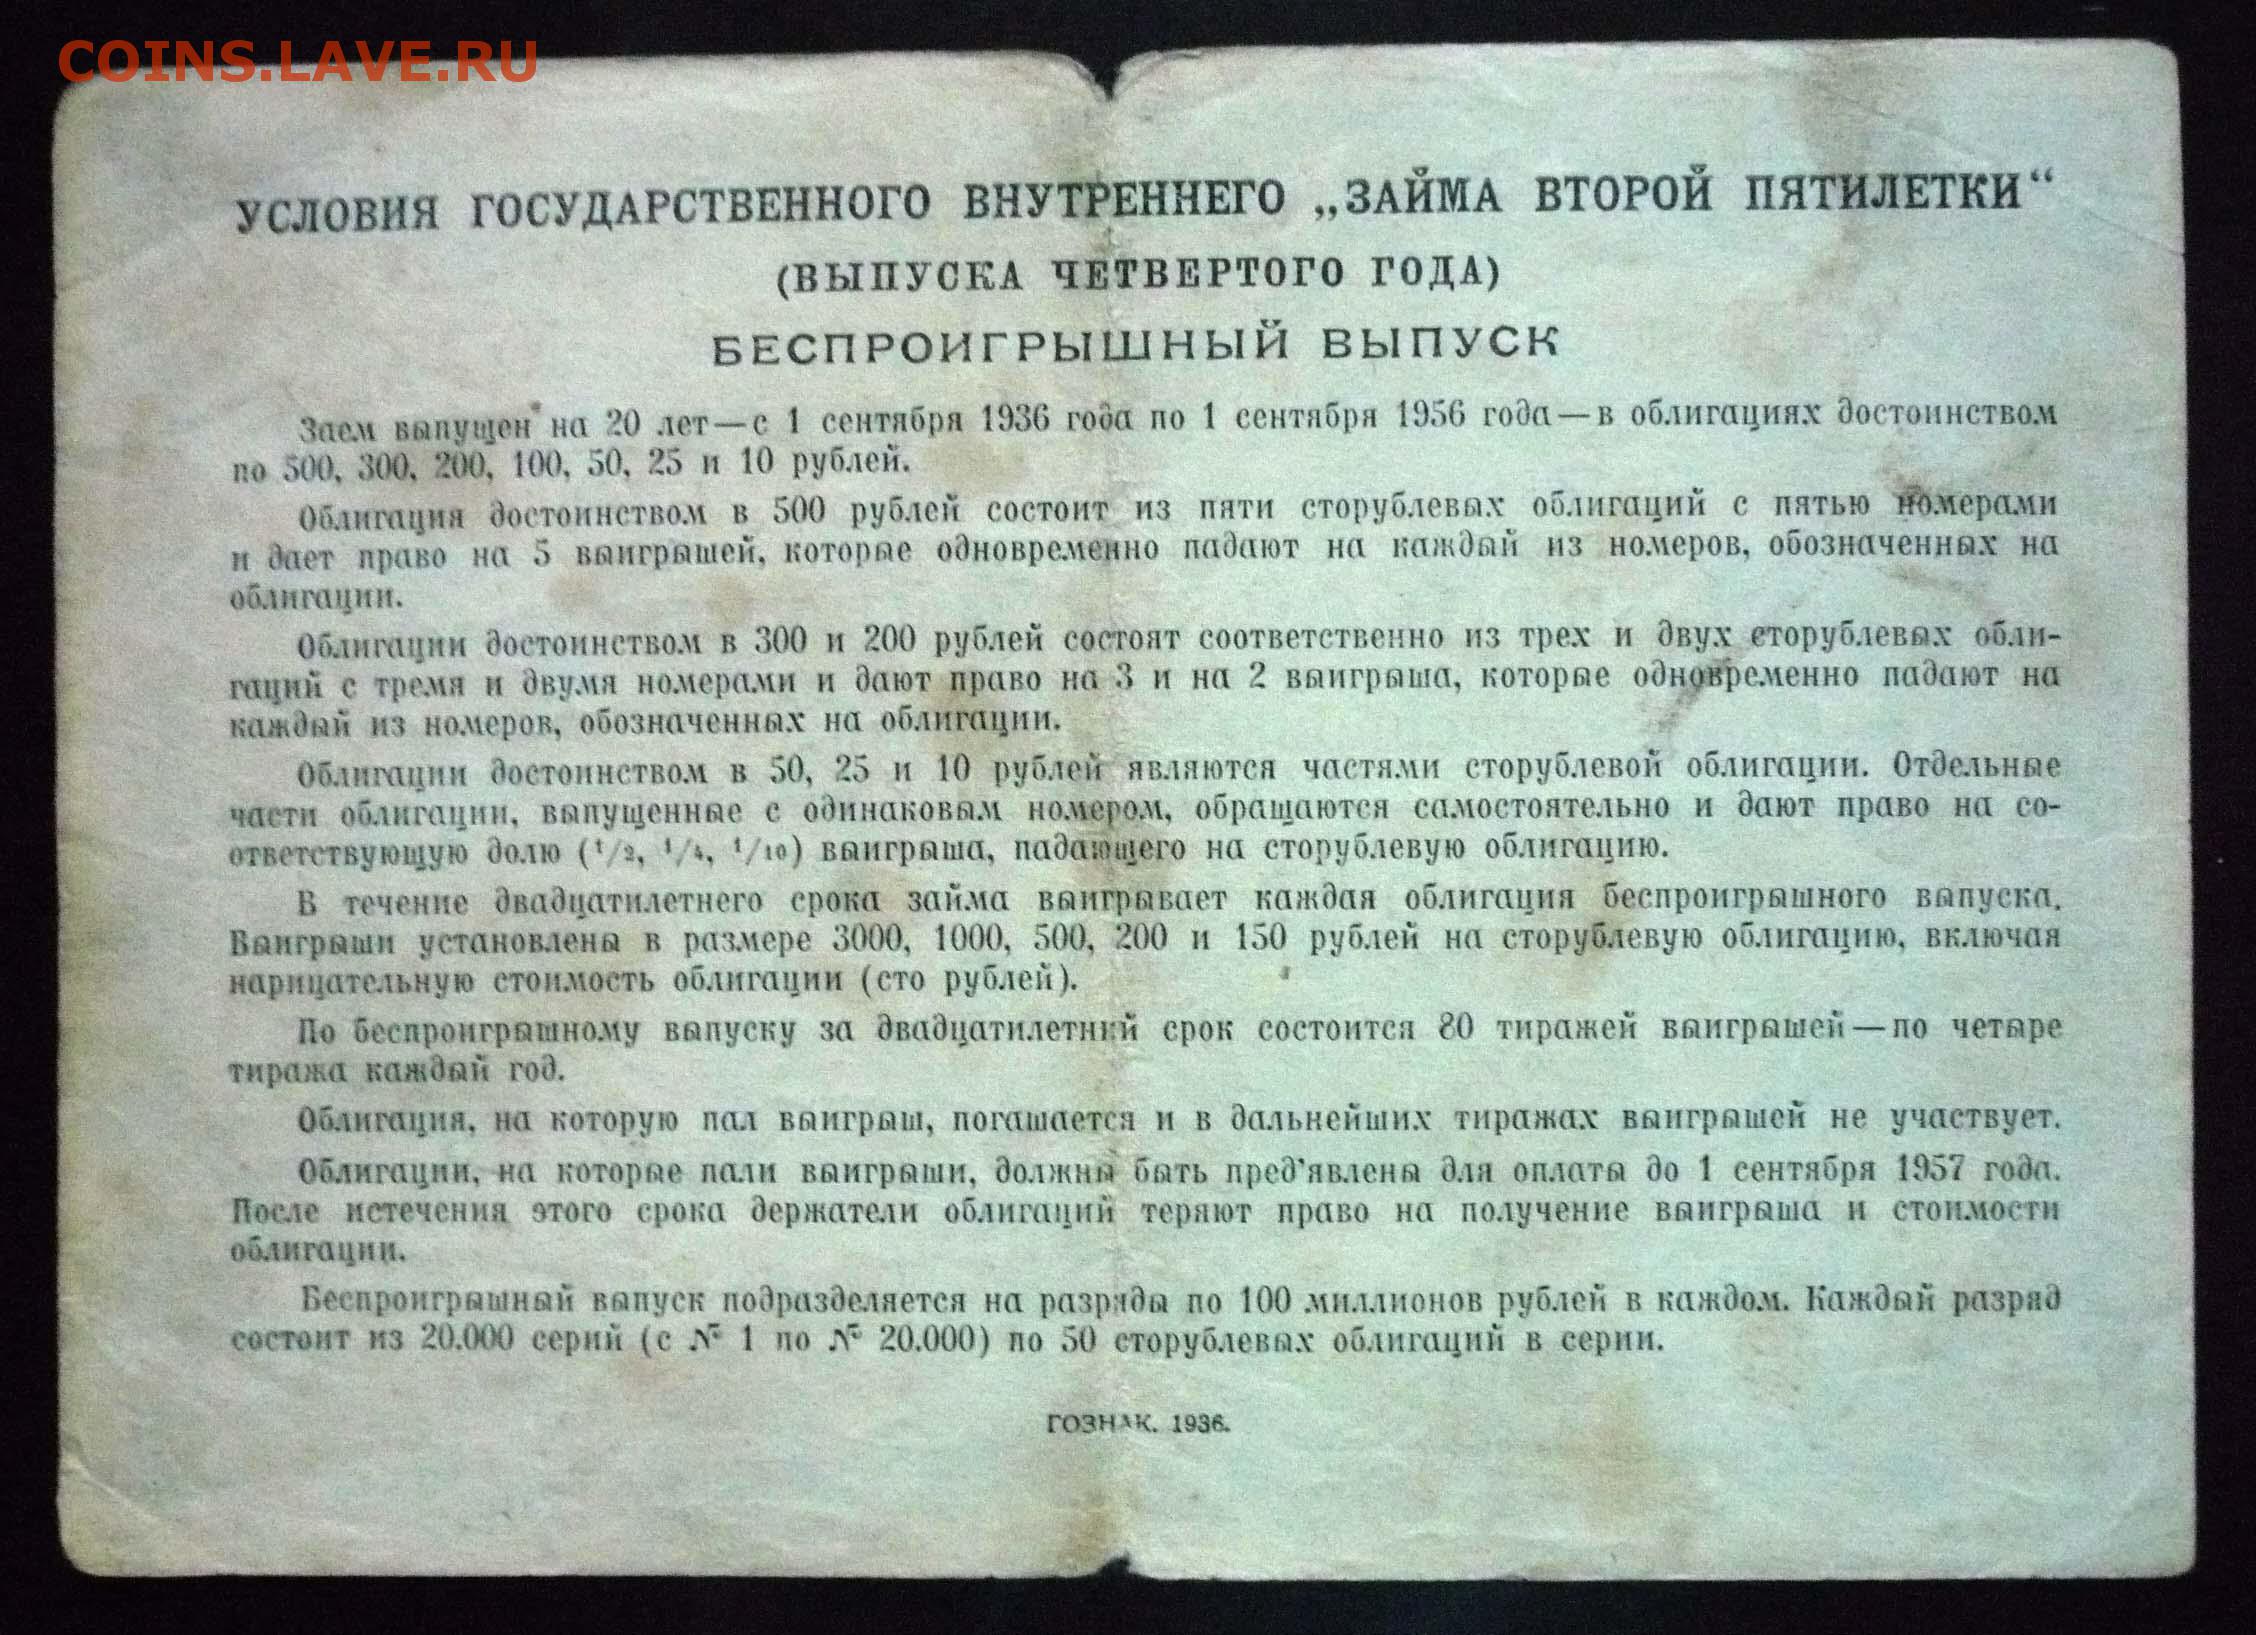 COINS.LAVE.RU
УСЛОВИЯ ГОСУДАРСТВЕННОГО ВНУТРЕННЕГО „ЗАЙМА ВТОРОЙ ПЯТИЛЕТКИ“
(ВЫПУСКА ЧЕТВЕРТОГО ГОДА)
БЕСПРОИГРЫШНЫЙ ВЫПУСК
Заем выпущен на 20 лет—с 1 сентября 1936 года по 1 сентября 1956 года—в облигациях достоинством
по 500, 300, 200, 100, 50, 25 и 10 рублей.
Облигация достоинством в 500 рублей состоит из пяти сторублевых облигаций с пятью номерами
и дает право на 5 выигрышей, которые одновременно падают на каждый из номеров, обозначенных на
облигации.
Облигации достоинством в 300 и 200 рублей состоят соответственно из трех и двух сторублевых обли-
гаций с тремя и двумя номерами и дают право на 3 и на 2 выигрыша, которые одновременно падают на
каждый из номеров, обозначенных на облигации.
Облигации достоинством в 50, 25 и 10 рублей являются частями сторублевой облигации. Отдельные
части облигации, выпущенные с одинаковым номером, обращаются самостоятельно и дают право на со-
ответствующую долю (1/2, 1/4, 1/10) выигрыша, падающего на сторублевую облигацию.
В течение двадцатилетнего срока займа выигрывает каждая облигация беспроигрышного выпуска.
Выигрыши установлены в размере 3000, 1000, 500, 200 и 150 рублей на сторублевую облигацию, включая
нарицательную стоимость облигации (сто рублей).
По беспроигрышному выпуску за двадцатилетний срок состоится 80 тиражей выигрышей—по четыре
тиража каждый год.
Облигация, на которую пал выигрыш, погашается и в дальнейших тиражах выигрышей не участвует.
Облигации, на которые пали выигрыши, должны быть пред'явлены для оплаты до 1 сентября 1957 года.
После истечения этого срока держатели облигаций теряют право на получение выигрыша и стоимости
облигации.
Беспроигрышный выпуск подразделяется на разряды по 100 миллионов рублей в каждом. Каждый разряд
состоит из 20.000 серий (с № 1 по № 20.000) по 50 сторублевых облигаций в серии.
ГОЗНАК. 1936.